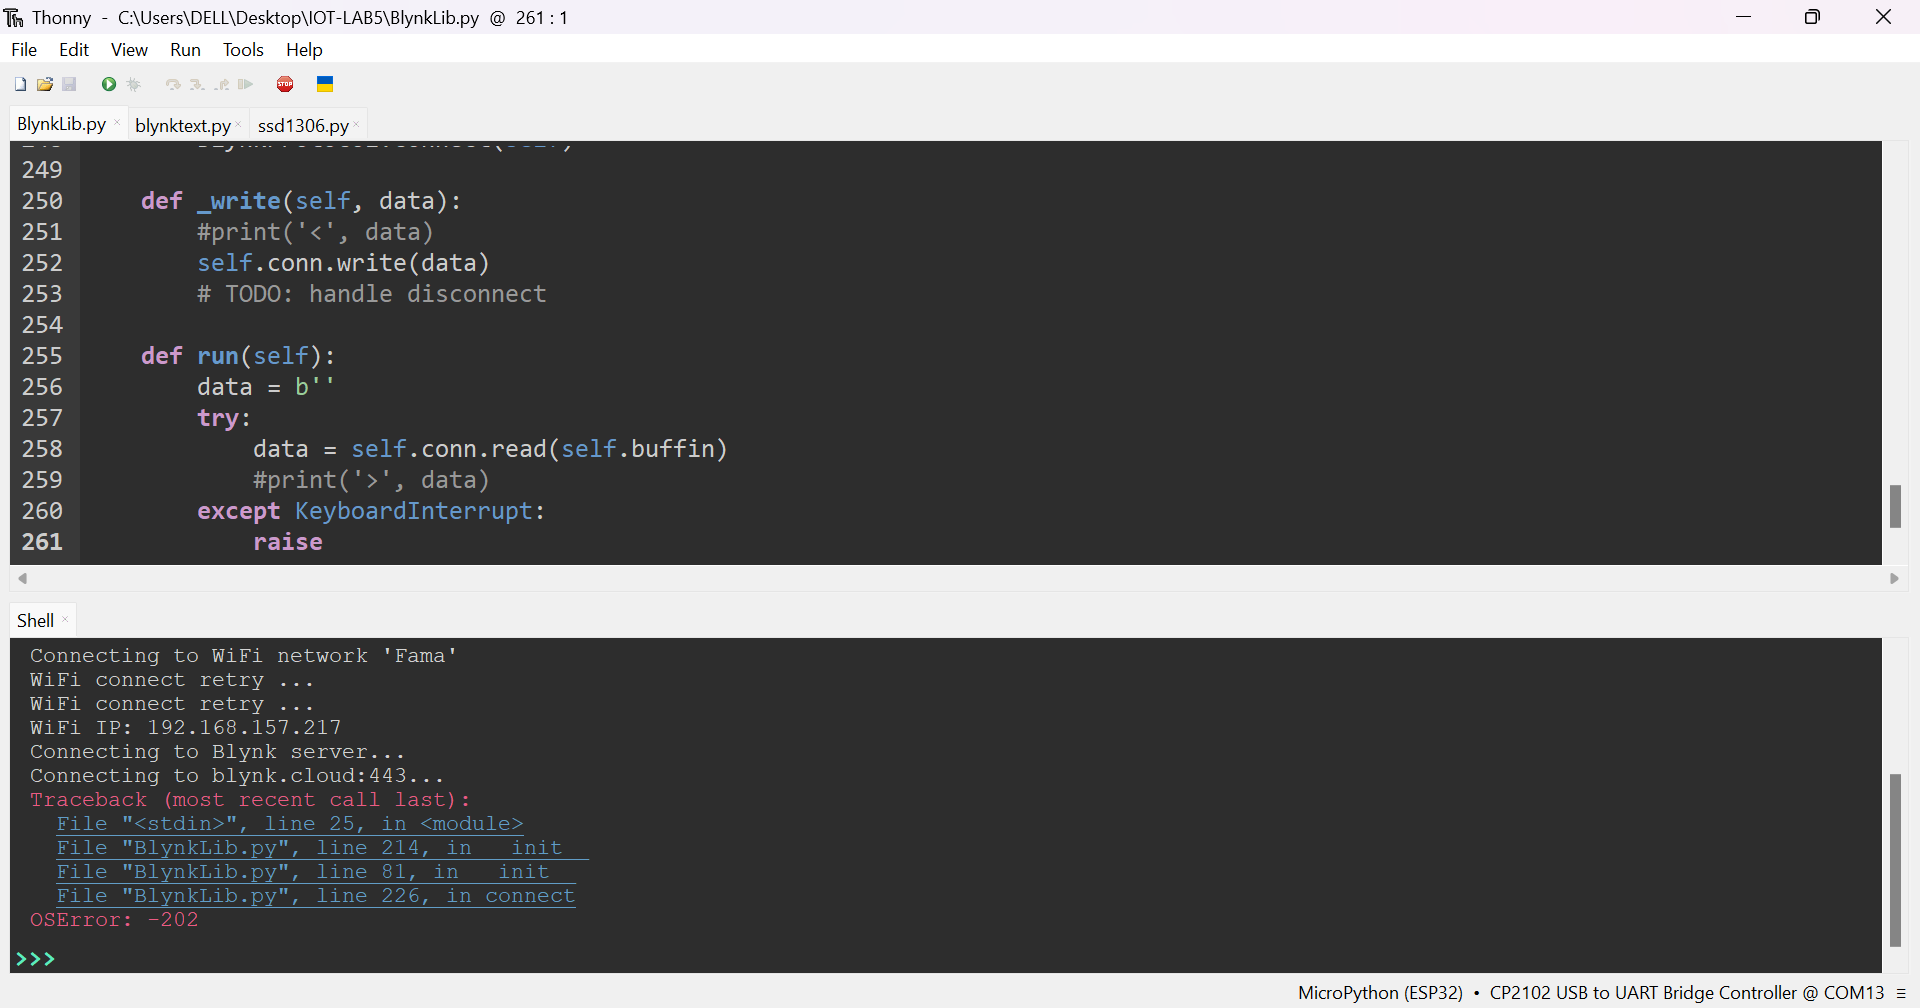 Thonny - C:\Users\DELL\Desktop\IOT-LAB5\BlynkLib.py @ 261 : 1
File Edit View Run Tools Help
STOP
BlynkLib.py × blynktext.py × ssd1306.py ×
249
250 def _write(self, data):
251 #print('<', data)
252 self.conn.write(data)
253 # TODO: handle disconnect
254
255 def run(self):
256 data = b''
257 try:
258 data = self.conn.read(self.buffin)
259 #print('>', data)
260 except KeyboardInterrupt:
261 raise
Shell ×
Connecting to WiFi network 'Fama'
WiFi connect retry ...
WiFi connect retry ...
WiFi IP: 192.168.157.217
Connecting to Blynk server...
Connecting to blynk.cloud:443...
Traceback (most recent call last):
File "<stdin>", line 25, in <module>
File "BlynkLib.py", line 214, in __init__
File "BlynkLib.py", line 81, in __init__
File "BlynkLib.py", line 226, in connect
OSError: -202
>>>
MicroPython (ESP32) • CP2102 USB to UART Bridge Controller @ COM13 ≡